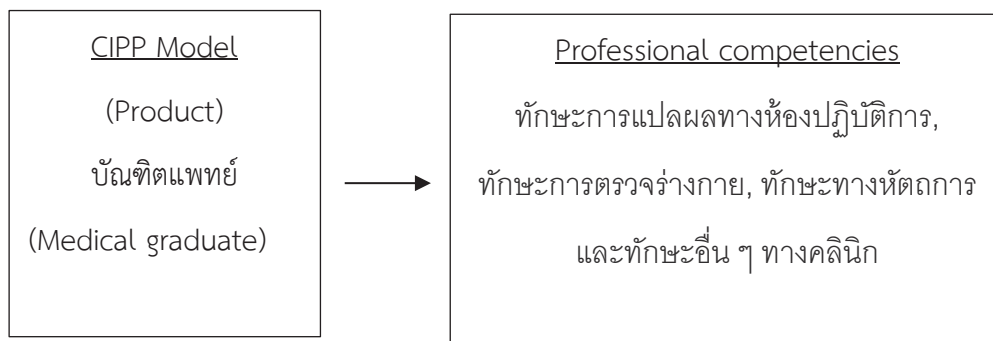 CIPP Model
(Product)
บัณฑิตแพทย์
(Medical graduate)
Professional competencies
ทักษะการแปลผลทางห้องปฏิบัติการ,
ทักษะการตรวจร่างกาย, ทักษะทางหัตถการ
และทักษะอื่น ๆ ทางคลินิก